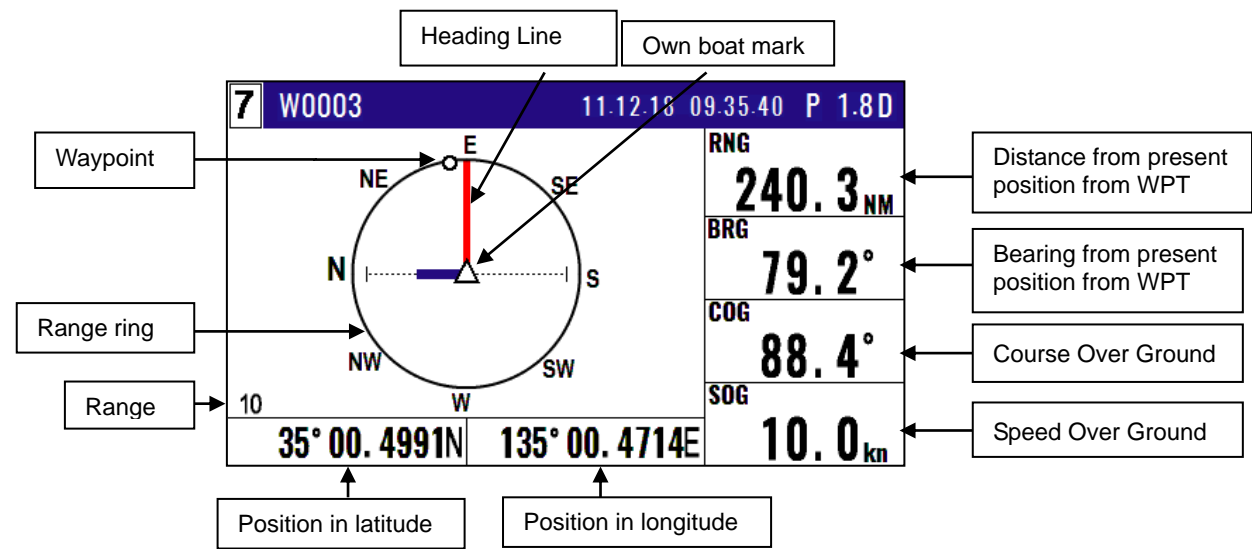 Heading Line
Own boat mark
7 W0003 11.12.18 09.35.40 P 1.8D
Waypoint
Range ring
Range
E
NE
SE
N
S
NW
SW
W
10
RNG
240.3NM
BRG
79.2°
COG
88.4°
SOG
10.0kn
35°00.4991N 135°00.4714E
Distance from present
position from WPT
Bearing from present
position from WPT
Course Over Ground
Speed Over Ground
Position in latitude
Position in longitude